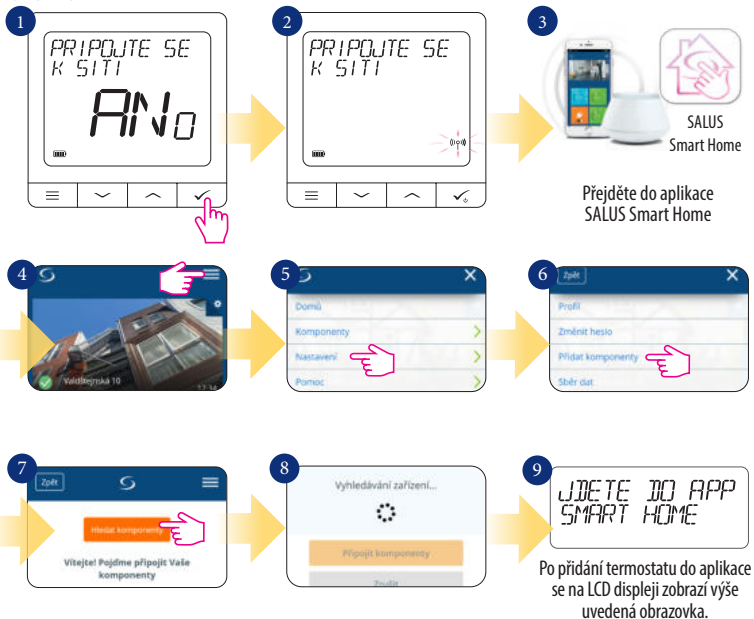 1
PRIPOJTE SE
K SITI
ANo
2
PRIPOJTE SE
K SITI
3
SALUS
Smart Home
Přejděte do aplikace
SALUS Smart Home
4
Valdštejnská 10
5
Domů
Komponenty
Nastavení
Pomoc
6
Zpět
Profil
Změnit heslo
Přidat komponenty
Sběr dat
7
Zpět
Hledat komponenty
Vítejte! Pojďme připojit Vaše
komponenty
8
Vyhledávání zařízení...
Připojit komponenty
Zrušit
9
JDETE DO APP
SMART HOME
Po přidání termostatu do aplikace
se na LCD displeji zobrazí výše
uvedená obrazovka.